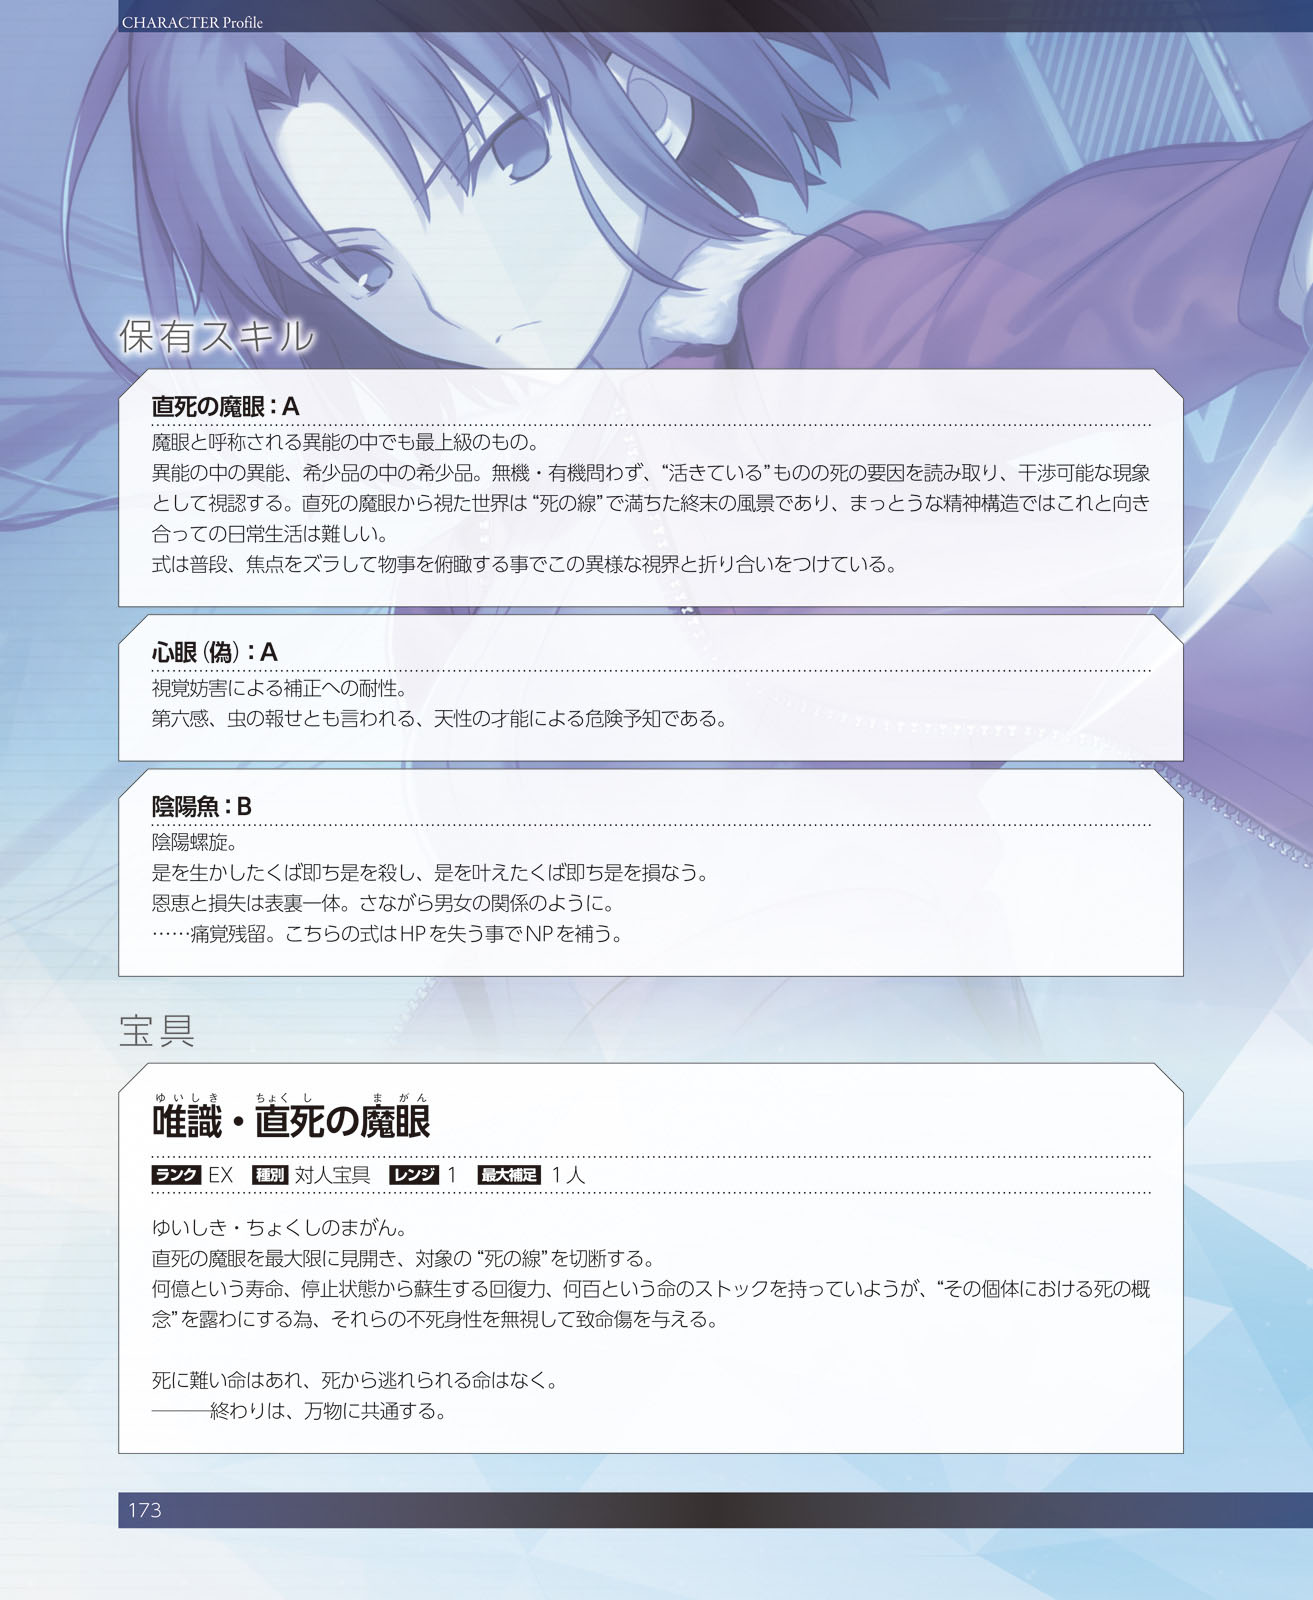 CHARACTER Profile
保有スキル
直死の魔眼：A
魔眼と呼称される異能の中でも最上級のもの。
異能の中の異能、希少品の中の希少品。無機・有機問わず、“活きている”ものの死の要因を読み取り、干渉可能な現象
として視認する。直死の魔眼から視た世界は“死の線”で満ちた終末の風景であり、まっとうな精神構造ではこれと向き
合っての日常生活は難しい。
式は普段、焦点をズラして物事を俯瞰する事でこの異様な視界と折り合いをつけている。
心眼（偽）：A
視覚妨害による補正への耐性。
第六感、虫の報せとも言われる、天性の才能による危険予知である。
陰陽魚：B
陰陽螺旋。
是を生かしたくば即ち是を殺し、是を叶えたくば即ち是を損なう。
恩恵と損失は表裏一体。さながら男女の関係のように。
……痛覚残留。こちらの式はHPを失う事でNPを補う。
宝具
ゆいしき ちょくし まがん
唯識・直死の魔眼
ランク EX 種別 対人宝具 レンジ 1 最大補足 1人
ゆいしき・ちょくしのまがん。
直死の魔眼を最大限に見開き、対象の“死の線”を切断する。
何億という寿命、停止状態から蘇生する回復力、何百という命のストックを持っていようが、“その個体における死の概
念”を露わにする為、それらの不死身性を無視して致命傷を与える。
死に難い命はあれ、死から逃れられる命はなく。
―――終わりは、万物に共通する。
173